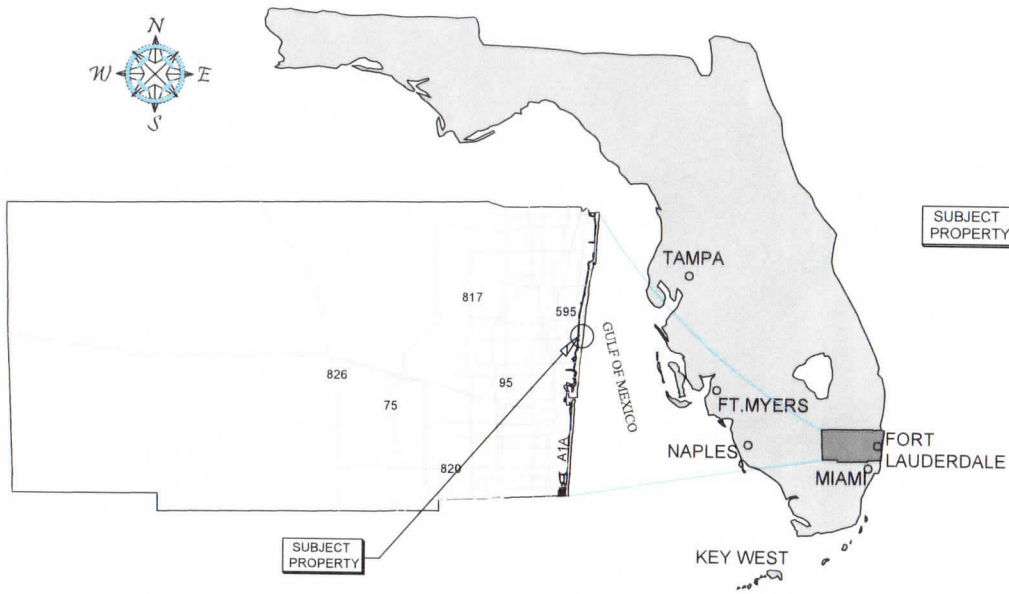 N
W E
S
SUBJECT
PROPERTY
TAMPA
817
595
GULF OF MEXICO
826
95
75
FT.MYERS
A1A
820
NAPLES
FORT
LAUDERDALE
MIAMI
SUBJECT
PROPERTY
KEY WEST